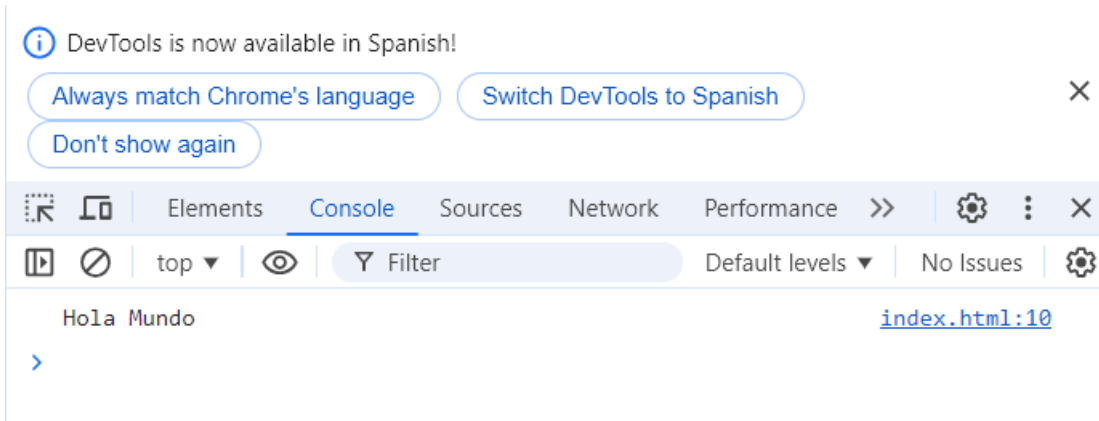 DevTools is now available in Spanish!
Always match Chrome's language Switch DevTools to Spanish
Don't show again
Elements Console Sources Network Performance
top Filter Default levels No Issues
Hola Mundo index.html:10